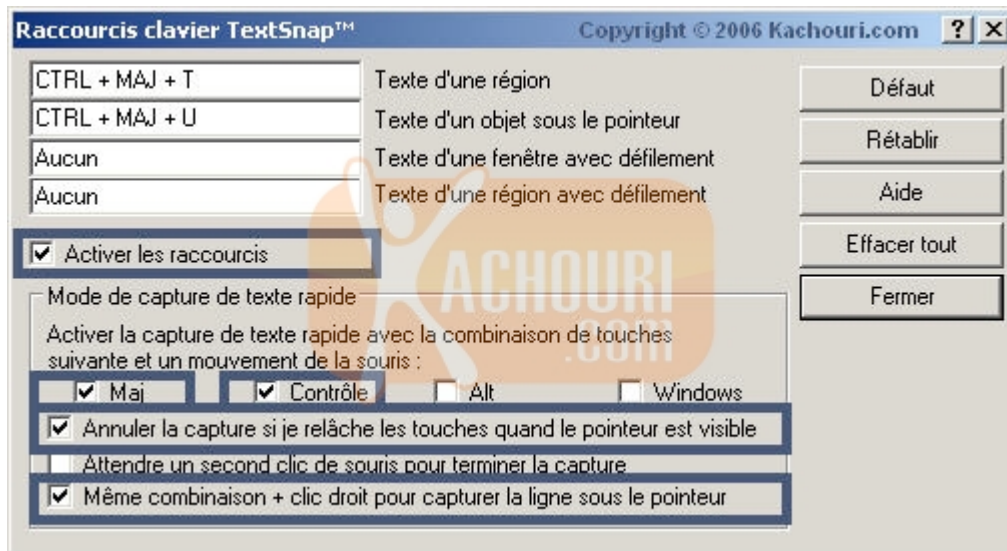 Raccourcis clavier TextSnap™ Copyright © 2006 Kachouri.com ? X
CTRL + MAJ + T Texte d'une région
CTRL + MAJ + U Texte d'un objet sous le pointeur
Aucun Texte d'une fenêtre avec défilement
Aucun Texte d'une région avec défilement
Défaut
Rétablir
Aide
Effacer tout
Fermer
Activer les raccourcis
Mode de capture de texte rapide
Activer la capture de texte rapide avec la combinaison de touches
suivante et un mouvement de la souris :
Maj Contrôle Alt Windows
Annuler la capture si je relâche les touches quand le pointeur est visible
Attendre un second clic de souris pour terminer la capture
Même combinaison + clic droit pour capturer la ligne sous le pointeur
KACHOURI
.com